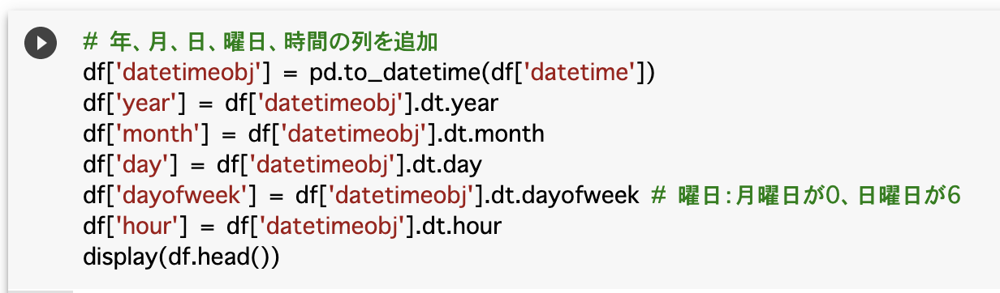 # 年、月、日、曜日、時間の列を追加
df['datetimeobj'] = pd.to_datetime(df['datetime'])
df['year'] = df['datetimeobj'].dt.year
df['month'] = df['datetimeobj'].dt.month
df['day'] = df['datetimeobj'].dt.day
df['dayofweek'] = df['datetimeobj'].dt.dayofweek # 曜日：月曜日が0、日曜日が6
df['hour'] = df['datetimeobj'].dt.hour
display(df.head())